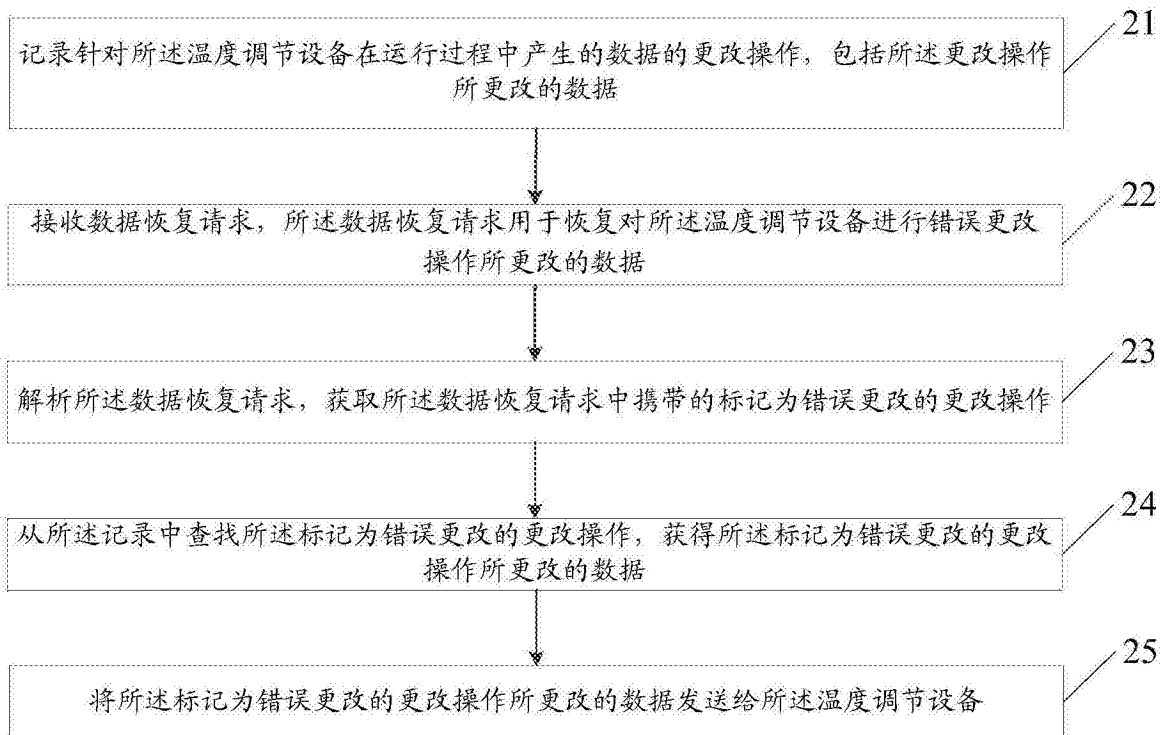 21
记录针对所述温度调节设备在运行过程中产生的数据的更改操作，包括所述更改操作
所更改的数据
22
接收数据恢复请求，所述数据恢复请求用于恢复对所述温度调节设备进行错误更改
操作所更改的数据
23
解析所述数据恢复请求，获取所述数据恢复请求中携带的标记为错误更改的更改操作
24
从所述记录中查找所述标记为错误更改的更改操作，获得所述标记为错误更改的更改
操作所更改的数据
25
将所述标记为错误更改的更改操作所更改的数据发送给所述温度调节设备